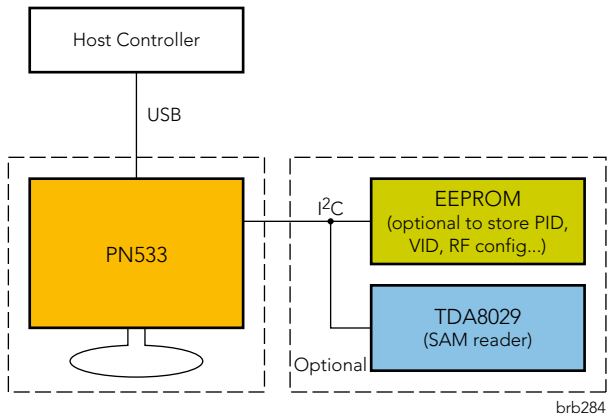 Host Controller
USB
PN533
I²C
EEPROM
(optional to store PID,
VID, RF config...)
TDA8029
(SAM reader)
Optional
brb284